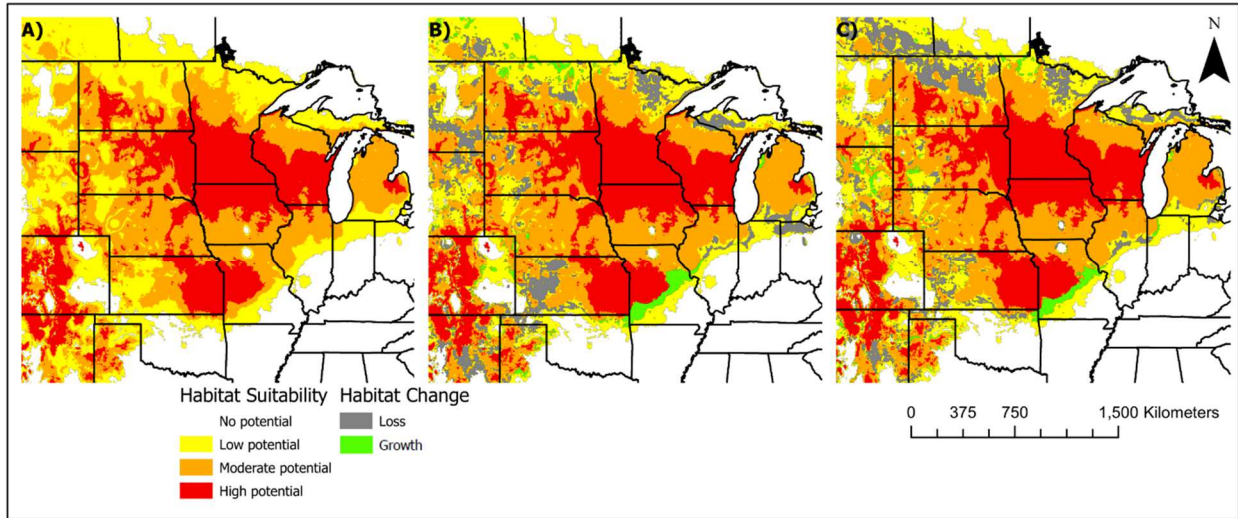 A)
B)
C)
N
Habitat Suitability
No potential
Low potential
Moderate potential
High potential
Habitat Change
Loss
Growth
0 375 750 1,500 Kilometers